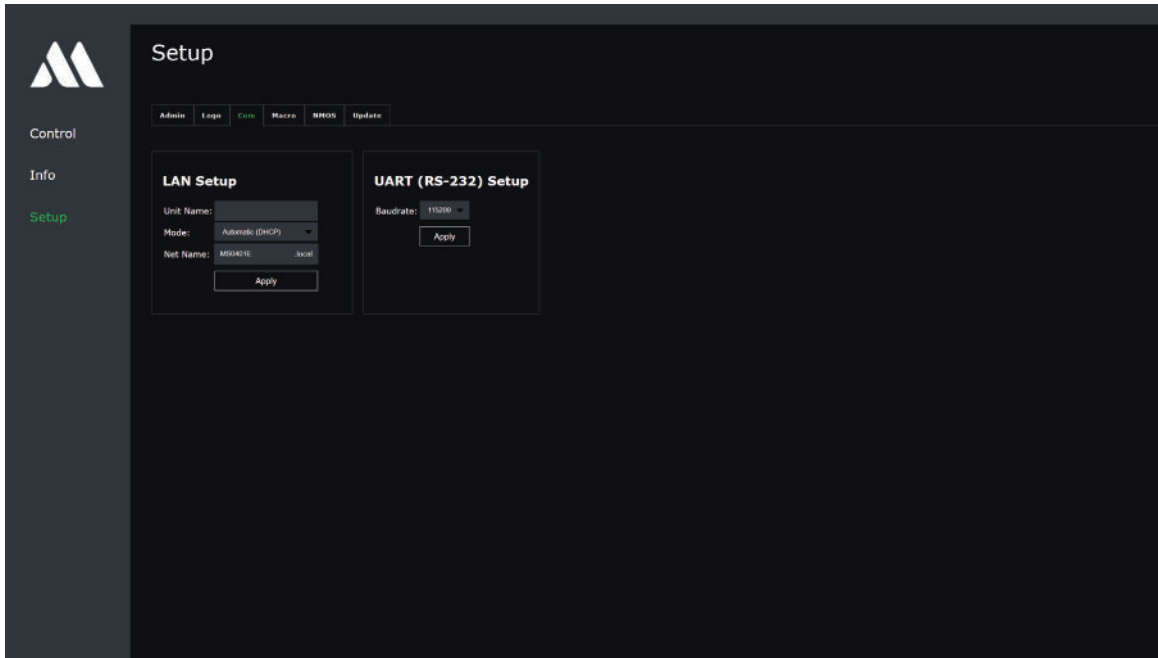 Setup
Control
Info
Setup
Admin Logo Com Macro NMOS Update
LAN Setup
Unit Name:
Mode: Automatic (DHCP)
Net Name: .local
Apply
UART (RS-232) Setup
Baudrate: 115200
Apply